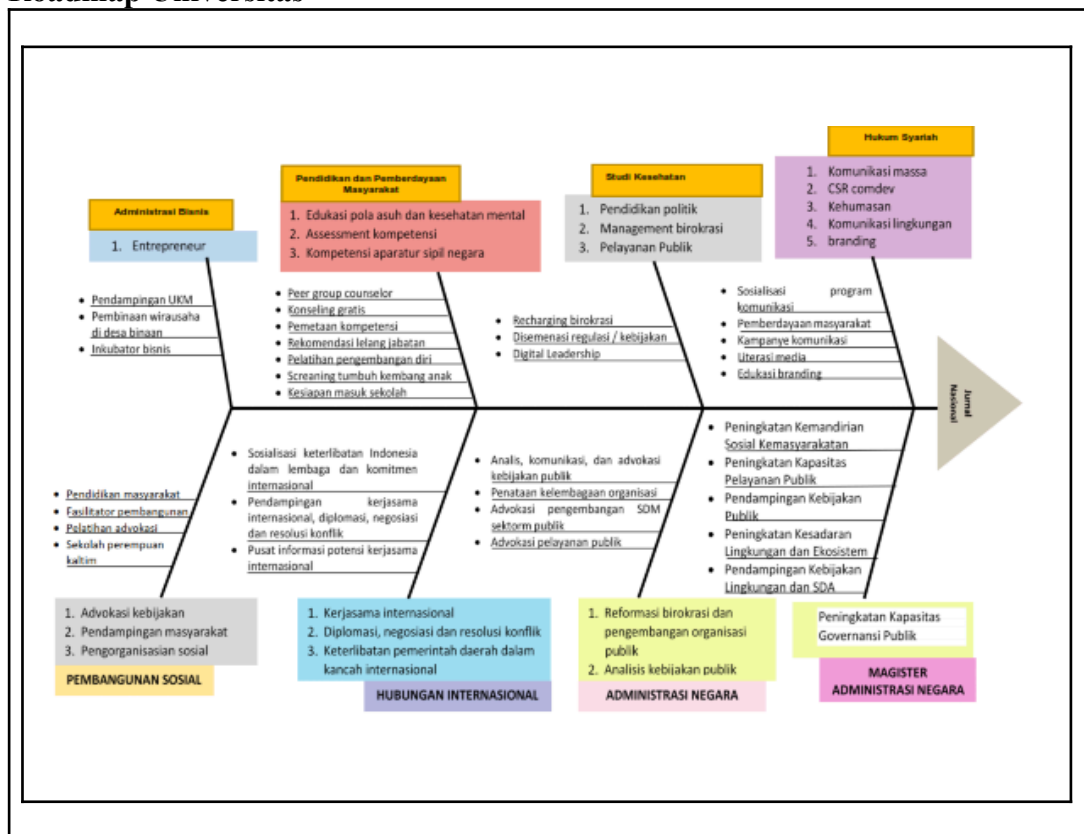 Roadmap Universitas
Hukum Syariah
1. Komunikasi massa
2. CSR comdev
3. Kehumasan
4. Komunikasi lingkungan
5. branding
Pendidikan dan Pemberdayaan
Masyarakat
1. Edukasi pola asuh dan kesehatan mental
2. Assessment kompetensi
3. Kompetensi aparatur sipil negara
Studi Kesehatan
1. Pendidikan politik
2. Management birokrasi
3. Pelayanan Publik
Administrasi Bisnis
1. Entrepreneur
• Pendampingan UKM
• Pembinaan wirausaha
di desa binaan
• Inkubator bisnis
• Peer group counselor
• Konseling gratis
• Pemetaan kompetensi
• Rekomendasi lelang jabatan
• Pelatihan pengembangan diri
• Screaning tumbuh kembang anak
• Kesiapan masuk sekolah
• Recharging birokrasi
• Disemenasi regulasi / kebijakan
• Digital Leadership
• Sosialisasi program
komunikasi
• Pemberdayaan masyarakat
• Kampanye komunikasi
• Literasi media
• Edukasi branding
Jurnal
Nasional
• Pendidikan masyarakat
• Fasilitator pembangunan
• Pelatihan advokasi
• Sekolah perempuan
kaltim
• Sosialisasi keterlibatan Indonesia
dalam lembaga dan komitmen
internasional
• Pendampingan kerjasama
internasional, diplomasi, negosiasi
dan resolusi konflik
• Pusat informasi potensi kerjasama
internasional
• Analis, komunikasi, dan advokasi
kebijakan publik
• Penataan kelembagaan organisasi
• Advokasi pengembangan SDM
sektorm publik
• Advokasi pelayanan publik
• Peningkatan Kemandirian
Sosial Kemasyarakatan
• Peningkatan Kapasitas
Pelayanan Publik
• Pendampingan Kebijakan
Publik
• Peningkatan Kesadaran
Lingkungan dan Ekosistem
• Pendampingan Kebijakan
Lingkungan dan SDA
1. Advokasi kebijakan
2. Pendampingan masyarakat
3. Pengorganisasian sosial
PEMBANGUNAN SOSIAL
1. Kerjasama internasional
2. Diplomasi, negosiasi dan resolusi konflik
3. Keterlibatan pemerintah daerah dalam
kancah internasional
HUBUNGAN INTERNASIONAL
1. Reformasi birokrasi dan
pengembangan organisasi
publik
2. Analisis kebijakan publik
ADMINISTRASI NEGARA
Peningkatan Kapasitas
Governansi Publik
MAGISTER
ADMINISTRASI NEGARA